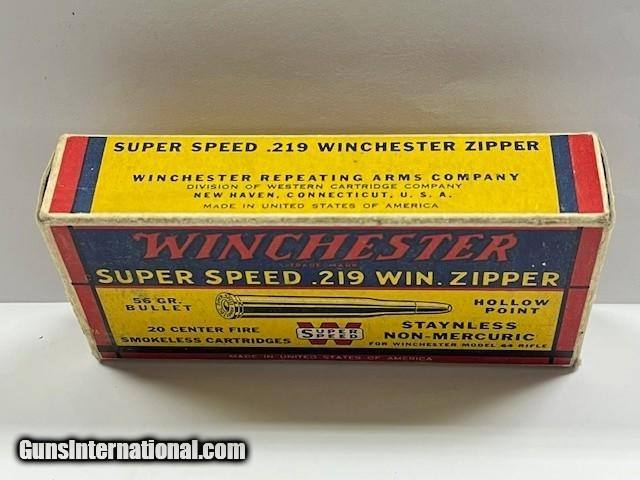 SUPER SPEED .219 WINCHESTER ZIPPER
WINCHESTER REPEATING ARMS COMPANY
DIVISION OF WESTERN CARTRIDGE COMPANY
NEW HAVEN, CONNECTICUT, U. S. A.
MADE IN UNITED STATES OF AMERICA
WINCHESTER
TRADE MARK
SUPER SPEED .219 WIN. ZIPPER
56 GR.
BULLET
HOLLOW
POINT
20 CENTER FIRE
SMOKELESS CARTRIDGES
W
SUPER
SPEED
STAYNLESS
NON-MERCURIC
FOR WINCHESTER MODEL 64 RIFLE
MADE IN UNITED STATES OF AMERICA
GunsInternational.com